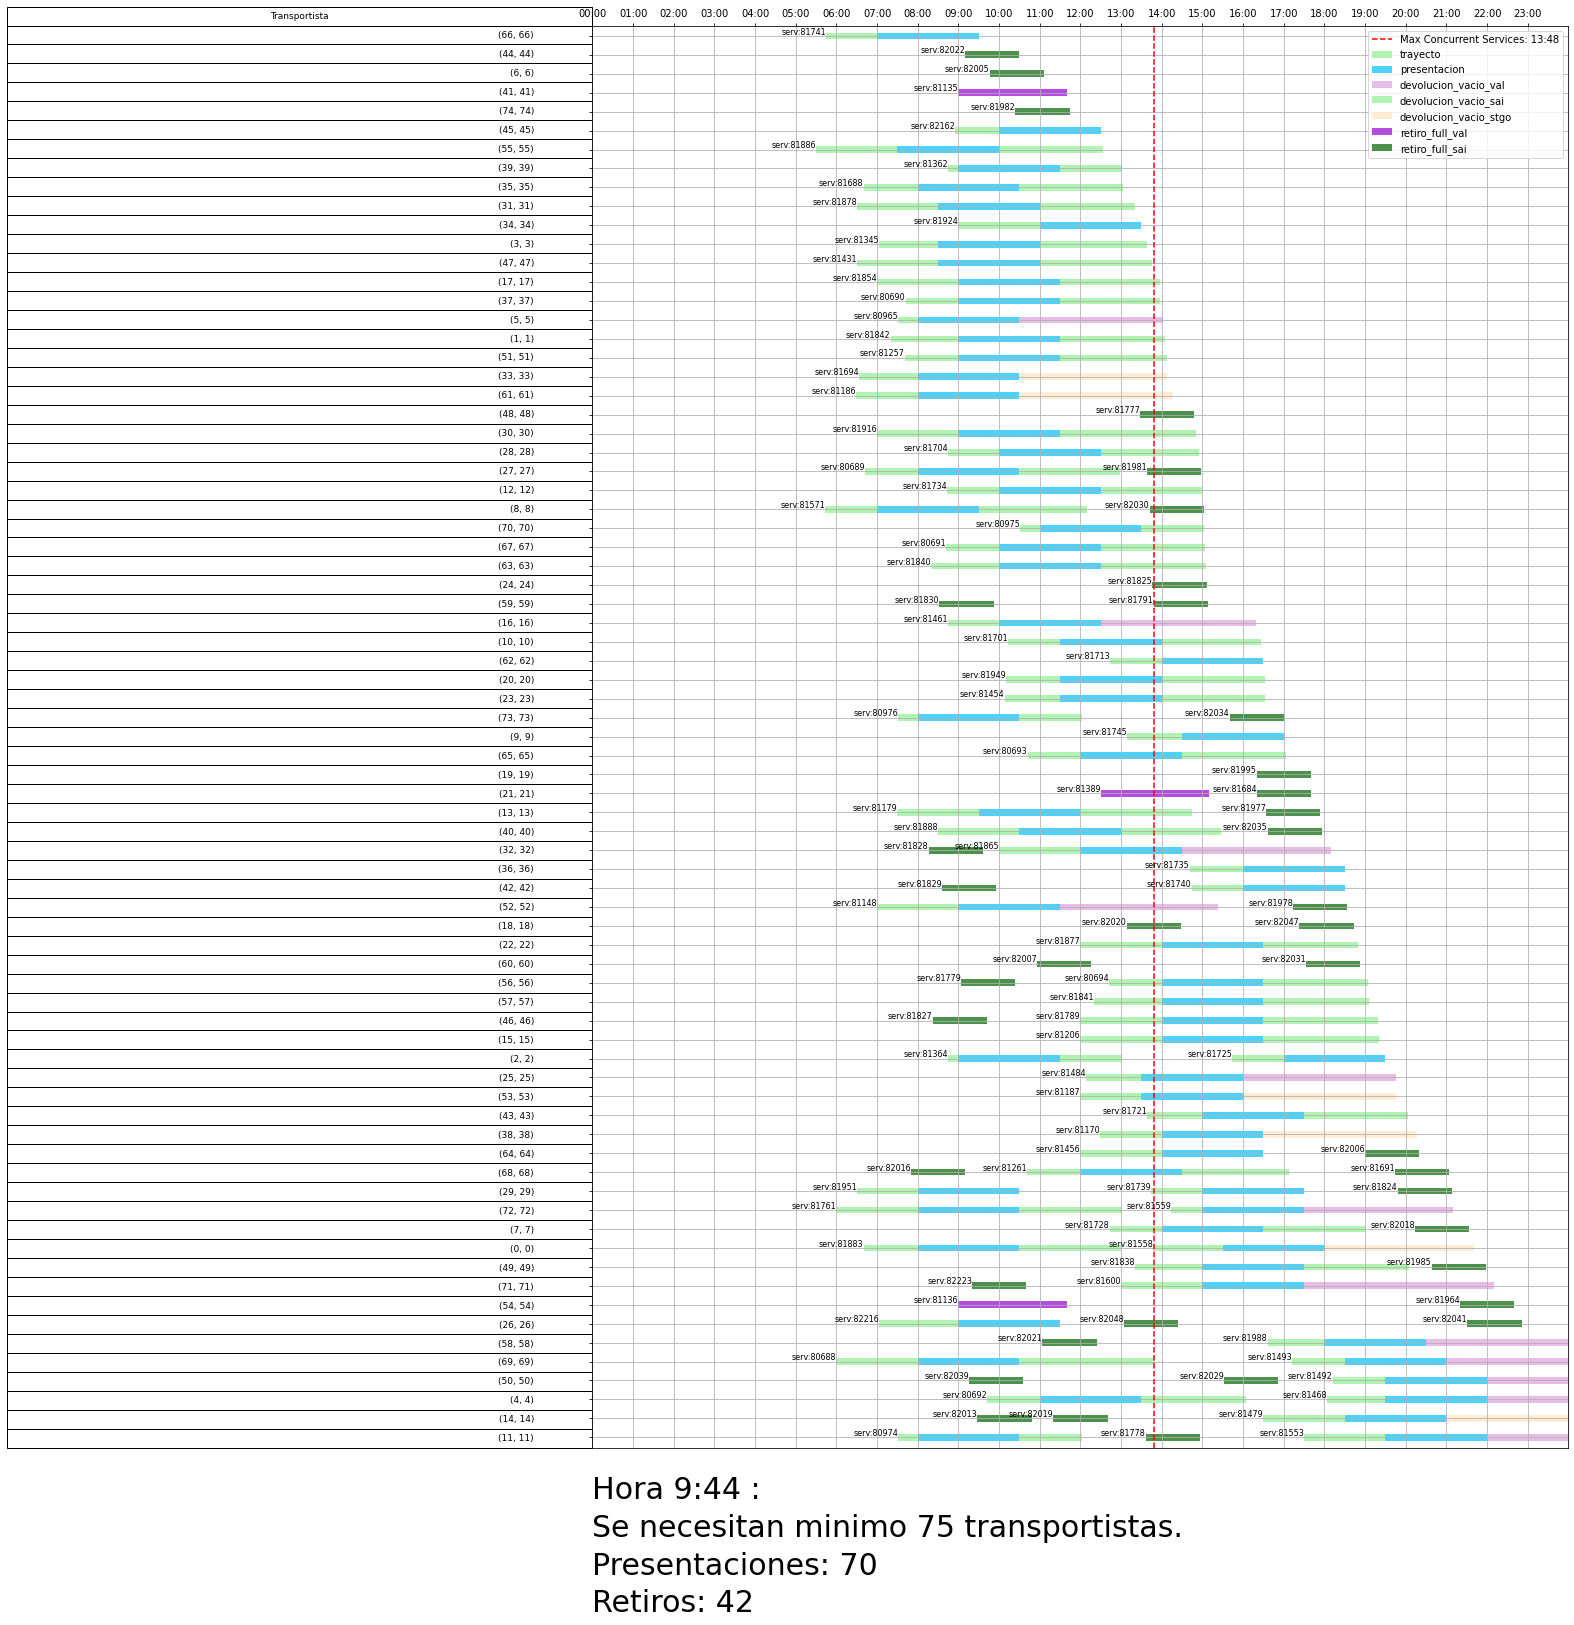 Transportista 00:00 01:00 02:00 03:00 04:00 05:00 06:00 07:00 08:00 09:00 10:00 11:00 12:00 13:00 14:00 15:00 16:00 17:00 18:00 19:00 20:00 21:00 22:00 23:00
Max Concurrent Services: 13:48
trayecto
presentacion
devolucion_vacio_val
devolucion_vacio_sai
devolucion_vacio_stgo
retiro_full_val
retiro_full_sai
(66, 66) serv:81741
(44, 44) serv:82022
(6, 6) serv:82005
(41, 41) serv:81135
(74, 74) serv:81982
(45, 45) serv:82162
(55, 55) serv:81886
(39, 39) serv:81362
(35, 35) serv:81688
(31, 31) serv:81878
(34, 34) serv:81924
(3, 3) serv:81345
(47, 47) serv:81431
(17, 17) serv:81854
(37, 37) serv:80690
(5, 5) serv:80965
(1, 1) serv:81842
(51, 51) serv:81257
(33, 33) serv:81694
(61, 61) serv:81186
(48, 48) serv:81777
(30, 30) serv:81916
(28, 28) serv:81704
(27, 27) serv:80689 serv:81981
(12, 12) serv:81734
(8, 8) serv:81571 serv:82030
(70, 70) serv:80975
(67, 67) serv:80691
(63, 63) serv:81840
(24, 24) serv:81825
(59, 59) serv:81830 serv:81791
(16, 16) serv:81461
(10, 10) serv:81701
(62, 62) serv:81713
(20, 20) serv:81949
(23, 23) serv:81454
(73, 73) serv:80976 serv:82034
(9, 9) serv:81745
(65, 65) serv:80693
(19, 19) serv:81995
(21, 21) serv:81389 serv:81684
(13, 13) serv:81179 serv:81977
(40, 40) serv:81888 serv:82035
(32, 32) serv:81828 serv:81865
(36, 36) serv:81735
(42, 42) serv:81829 serv:81740
(52, 52) serv:81148 serv:81978
(18, 18) serv:82020 serv:82047
(22, 22) serv:81877
(60, 60) serv:82007 serv:82031
(56, 56) serv:81779 serv:80694
(57, 57) serv:81841
(46, 46) serv:81827 serv:81789
(15, 15) serv:81206
(2, 2) serv:81364 serv:81725
(25, 25) serv:81484
(53, 53) serv:81187
(43, 43) serv:81721
(38, 38) serv:81170
(64, 64) serv:81456 serv:82006
(68, 68) serv:82016 serv:81261 serv:81691
(29, 29) serv:81951 serv:81739 serv:81824
(72, 72) serv:81761 serv:81559
(7, 7) serv:81728 serv:82018
(0, 0) serv:81883 serv:81558
(49, 49) serv:81838 serv:81985
(71, 71) serv:82223 serv:81600
(54, 54) serv:81136 serv:81964
(26, 26) serv:82216 serv:82048 serv:82041
(58, 58) serv:82021 serv:81988
(69, 69) serv:80688 serv:81493
(50, 50) serv:82039 serv:82029 serv:81492
(4, 4) serv:80692 serv:81468
(14, 14) serv:82013 serv:82019 serv:81479
(11, 11) serv:80974 serv:81778 serv:81553
Hora 9:44 :
Se necesitan minimo 75 transportistas.
Presentaciones: 70
Retiros: 42